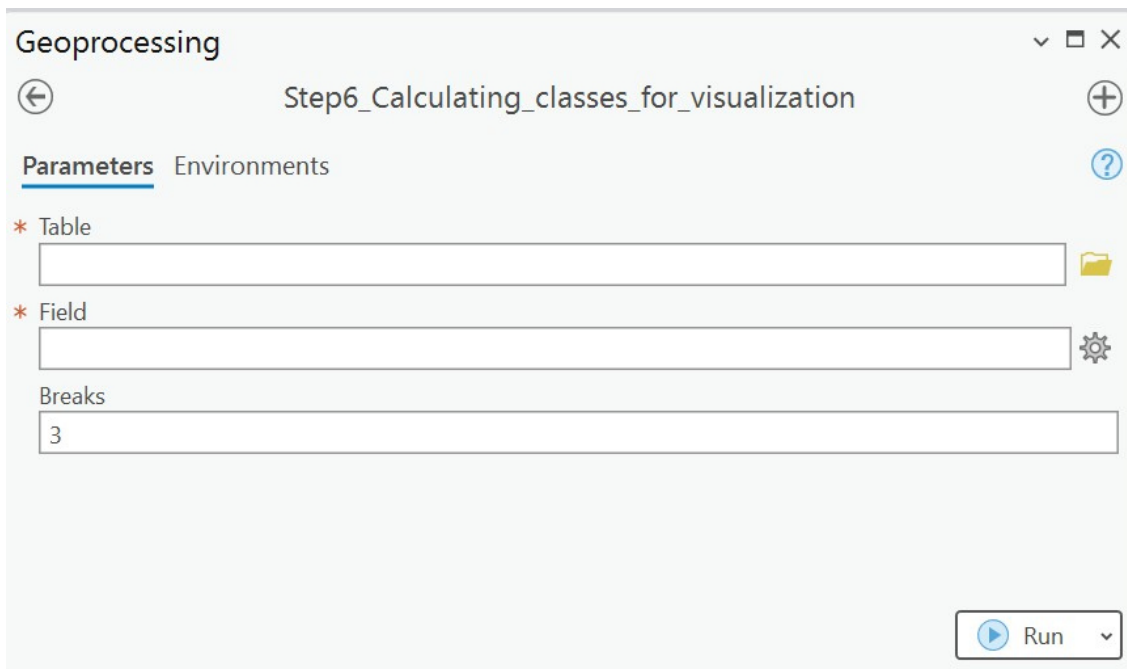 Geoprocessing
Step6_Calculating_classes_for_visualization
Parameters Environments
* Table
* Field
Breaks
3
Run